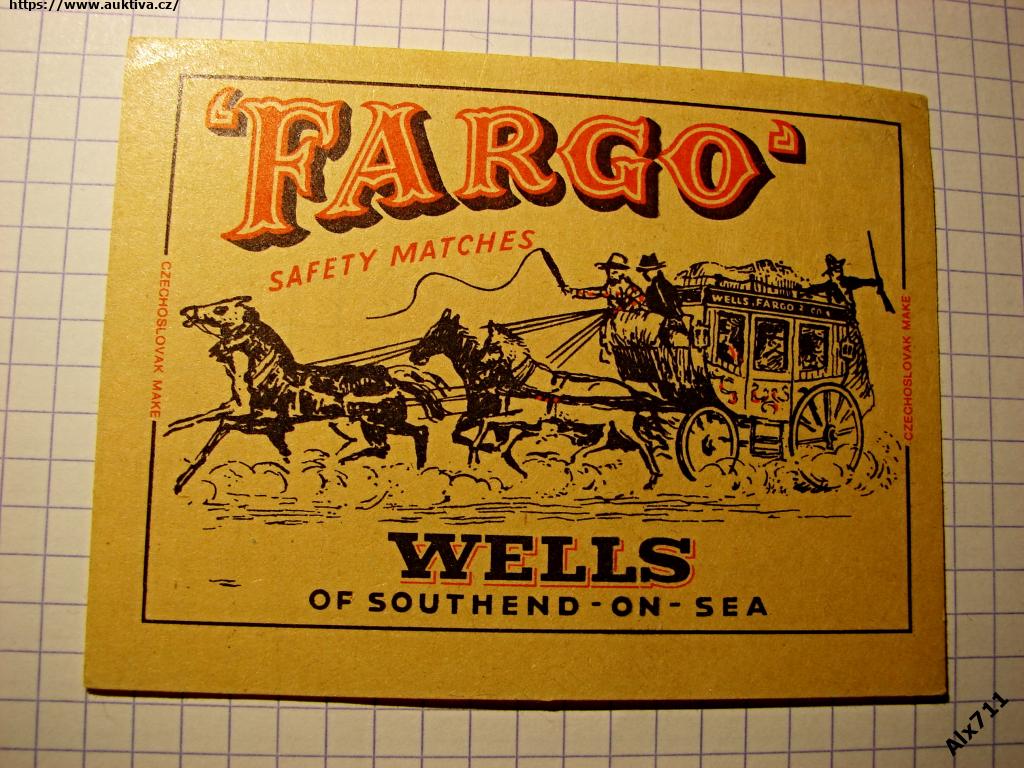 https://www.auktiva.cz/
'FARGO'
SAFETY MATCHES
CZECHOSLOVAK MAKE
WELLS, FARGO & Co.
CZECHOSLOVAK MAKE
WELLS
OF SOUTHEND-ON-SEA
Alx711